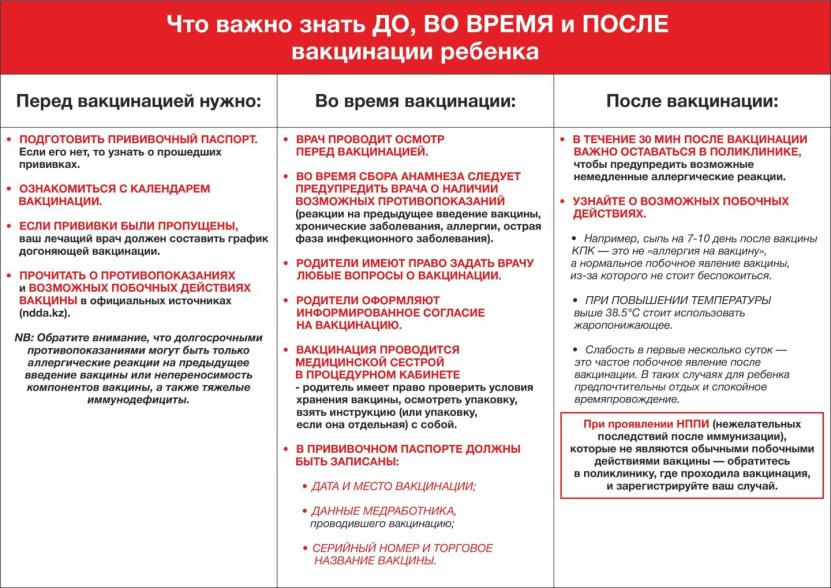 Что важно знать ДО, ВО ВРЕМЯ и ПОСЛЕ
вакцинации ребенка
Перед вакцинацией нужно:
• ПОДГОТОВИТЬ ПРИВИВОЧНЫЙ ПАСПОРТ.
Если его нет, то узнать о прошедших
прививках.
• ОЗНАКОМИТЬСЯ С КАЛЕНДАРЕМ
ВАКЦИНАЦИИ.
• ЕСЛИ ПРИВИВКИ БЫЛИ ПРОПУЩЕНЫ,
ваш лечащий врач должен составить график
догоняющей вакцинации.
• ПРОЧИТАТЬ О ПРОТИВОПОКАЗАНИЯХ
и ВОЗМОЖНЫХ ПОБОЧНЫХ ДЕЙСТВИЯХ
ВАКЦИНЫ в официальных источниках
(ndda.kz).
NB: Обратите внимание, что долгосрочными
противопоказаниями могут быть только
аллергические реакции на предыдущее
введение вакцины или непереносимость
компонентов вакцины, а также тяжелые
иммунодефициты.
Во время вакцинации:
• ВРАЧ ПРОВОДИТ ОСМОТР
ПЕРЕД ВАКЦИНАЦИЕЙ.
• ВО ВРЕМЯ СБОРА АНАМНЕЗА СЛЕДУЕТ
ПРЕДУПРЕДИТЬ ВРАЧА О НАЛИЧИИ
ВОЗМОЖНЫХ ПРОТИВОПОКАЗАНИЙ
(реакции на предыдущее введение вакцины,
хронические заболевания, аллергии, острая
фаза инфекционного заболевания).
• РОДИТЕЛИ ИМЕЮТ ПРАВО ЗАДАТЬ ВРАЧУ
ЛЮБЫЕ ВОПРОСЫ О ВАКЦИНАЦИИ.
• РОДИТЕЛИ ОФОРМЛЯЮТ
ИНФОРМИРОВАННОЕ СОГЛАСИЕ
НА ВАКЦИНАЦИЮ.
• ВАКЦИНАЦИЯ ПРОВОДИТСЯ
МЕДИЦИНСКОЙ СЕСТРОЙ
В ПРОЦЕДУРНОМ КАБИНЕТЕ
- родитель имеет право проверить условия
хранения вакцины, осмотреть упаковку,
взять инструкцию (или упаковку,
если она отдельная) с собой.
• В ПРИВИВОЧНОМ ПАСПОРТЕ ДОЛЖНЫ
БЫТЬ ЗАПИСАНЫ:
• ДАТА И МЕСТО ВАКЦИНАЦИИ;
• ДАННЫЕ МЕДРАБОТНИКА,
проводившего вакцинацию;
• СЕРИЙНЫЙ НОМЕР И ТОРГОВОЕ
НАЗВАНИЕ ВАКЦИНЫ.
После вакцинации:
• В ТЕЧЕНИЕ 30 МИН ПОСЛЕ ВАКЦИНАЦИИ
ВАЖНО ОСТАВАТЬСЯ В ПОЛИКЛИНИКЕ,
чтобы предупредить возможные
немедленные аллергические реакции.
• УЗНАЙТЕ О ВОЗМОЖНЫХ ПОБОЧНЫХ
ДЕЙСТВИЯХ.
• Например, сыпь на 7-10 день после вакцины
КПК — это не «аллергия на вакцину»,
а нормальное побочное явление вакцины,
из-за которого не стоит беспокоиться.
• ПРИ ПОВЫШЕНИИ ТЕМПЕРАТУРЫ
выше 38.5°С стоит использовать
жаропонижающее.
• Слабость в первые несколько суток —
это частое побочное явление после
вакцинации. В таких случаях для ребенка
предпочтительны отдых и спокойное
времяпровождение.
При проявлении НППИ (нежелательных
последствий после иммунизации),
которые не являются обычными побочными
действиями вакцины — обратитесь
в поликлинику, где проходила вакцинация,
и зарегистрируйте ваш случай.